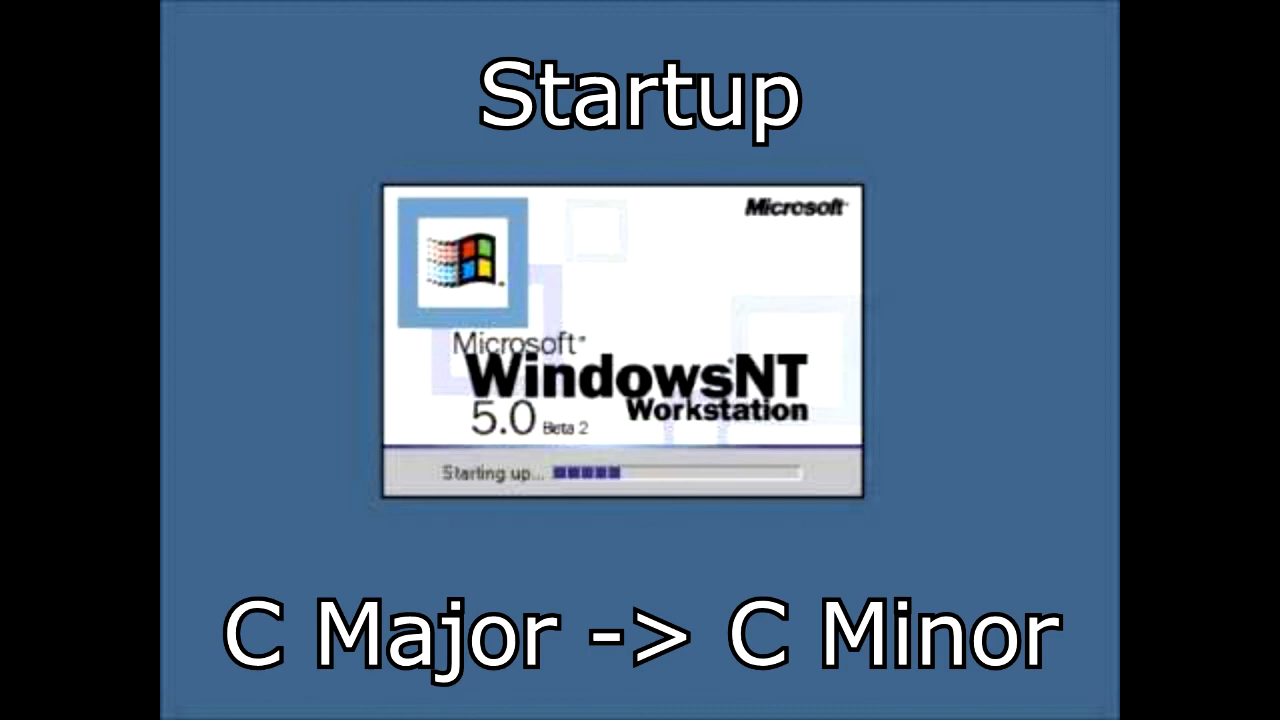 Startup
Microsoft
Microsoft
WindowsNT
Workstation
5.0 Beta 2
Starting up...
C Major -> C Minor